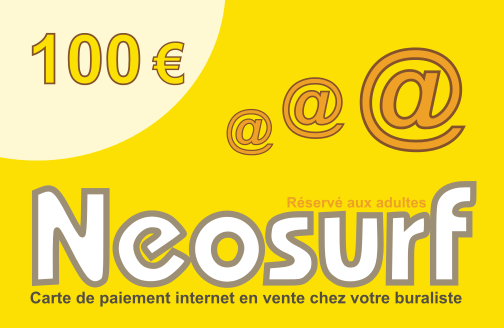 100 €
@ @ @
Réservé aux adultes
Neosurf
Carte de paiement internet en vente chez votre buraliste